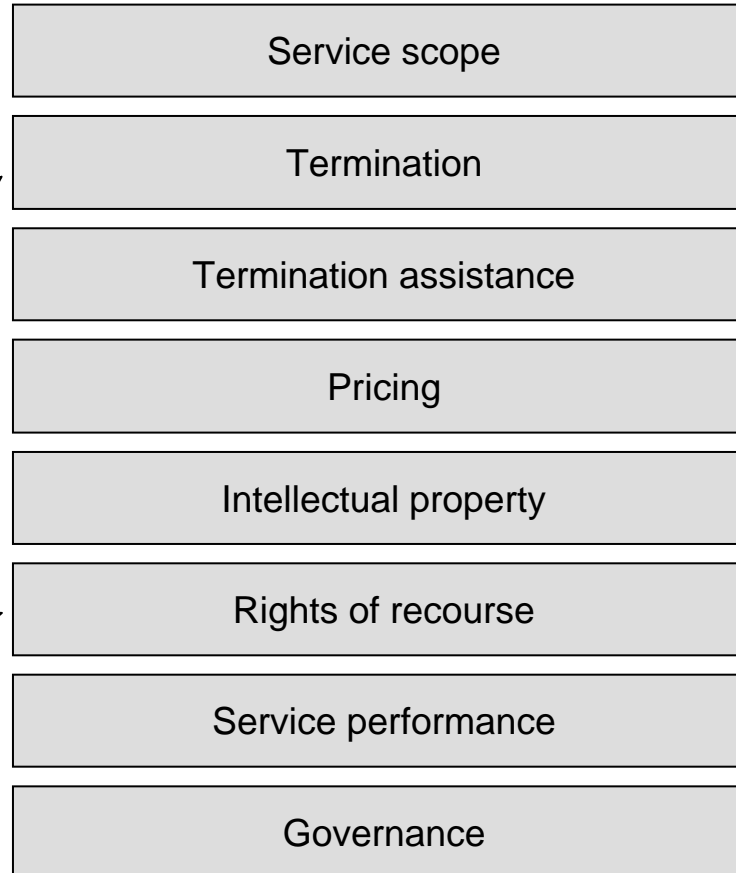 Service scope
Termination
Termination assistance
Pricing
Intellectual property
Rights of recourse
Service performance
Governance